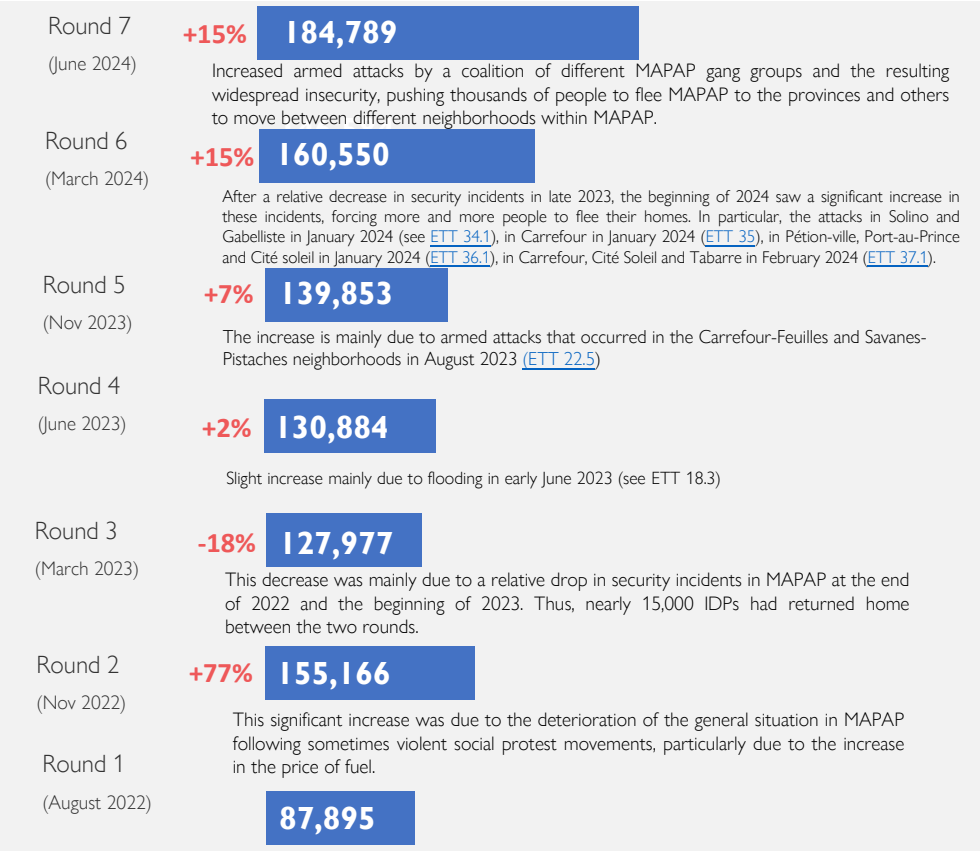 Round 7
(June 2024)
+15%
184,789
Increased armed attacks by a coalition of different MAPAP gang groups and the resulting
widespread insecurity, pushing thousands of people to flee MAPAP to the provinces and others
to move between different neighborhoods within MAPAP.
Round 6
(March 2024)
+15%
160,550
After a relative decrease in security incidents in late 2023, the beginning of 2024 saw a significant increase in
these incidents, forcing more and more people to flee their homes. In particular, the attacks in Solino and
Gabelliste in January 2024 (see ETT 34.1), in Carrefour in January 2024 (ETT 35), in Pétion-ville, Port-au-Prince
and Cité soleil in January 2024 (ETT 36.1), in Carrefour, Cité Soleil and Tabarre in February 2024 (ETT 37.1).
Round 5
(Nov 2023)
+7%
139,853
The increase is mainly due to armed attacks that occurred in the Carrefour-Feuilles and Savanes-
Pistaches neighborhoods in August 2023 (ETT 22.5)
Round 4
(June 2023)
+2%
130,884
Slight increase mainly due to flooding in early June 2023 (see ETT 18.3)
Round 3
(March 2023)
-18%
127,977
This decrease was mainly due to a relative drop in security incidents in MAPAP at the end
of 2022 and the beginning of 2023. Thus, nearly 15,000 IDPs had returned home
between the two rounds.
Round 2
(Nov 2022)
+77%
155,166
This significant increase was due to the deterioration of the general situation in MAPAP
following sometimes violent social protest movements, particularly due to the increase
in the price of fuel.
Round 1
(August 2022)
87,895